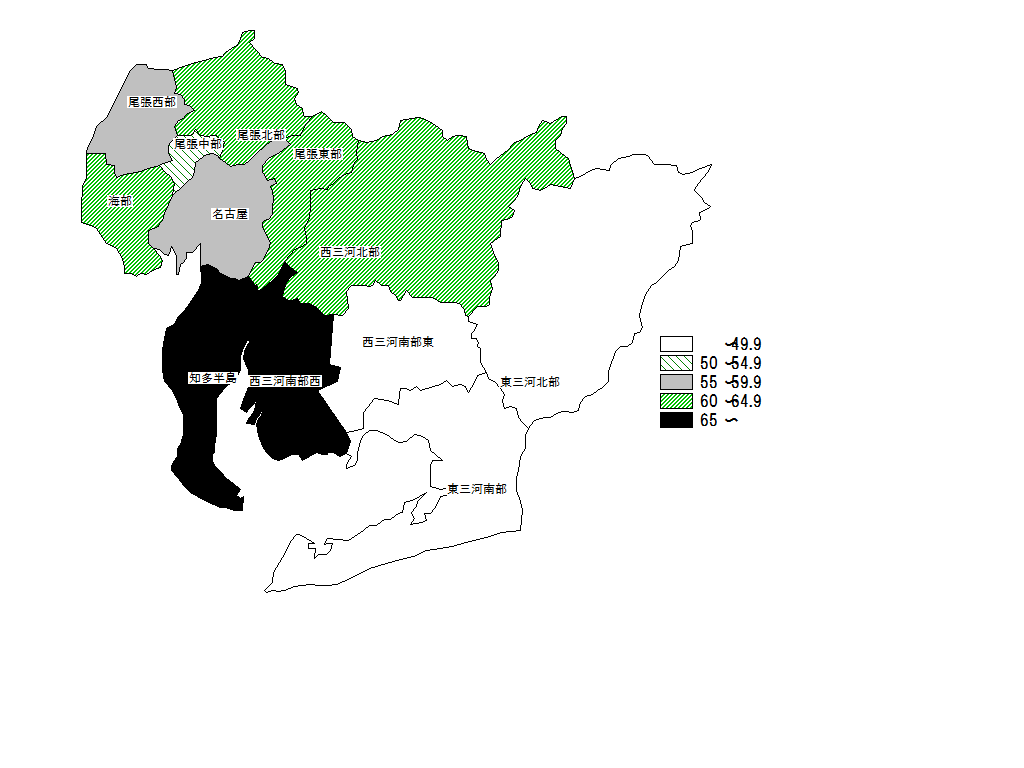 尾張西部
尾張北部
尾張中部
尾張東部
海部
名古屋
西三河北部
西三河南部東
知多半島
西三河南部西
東三河北部
東三河南部
～49.9
50 ～54.9
55 ～59.9
60 ～64.9
65 ～